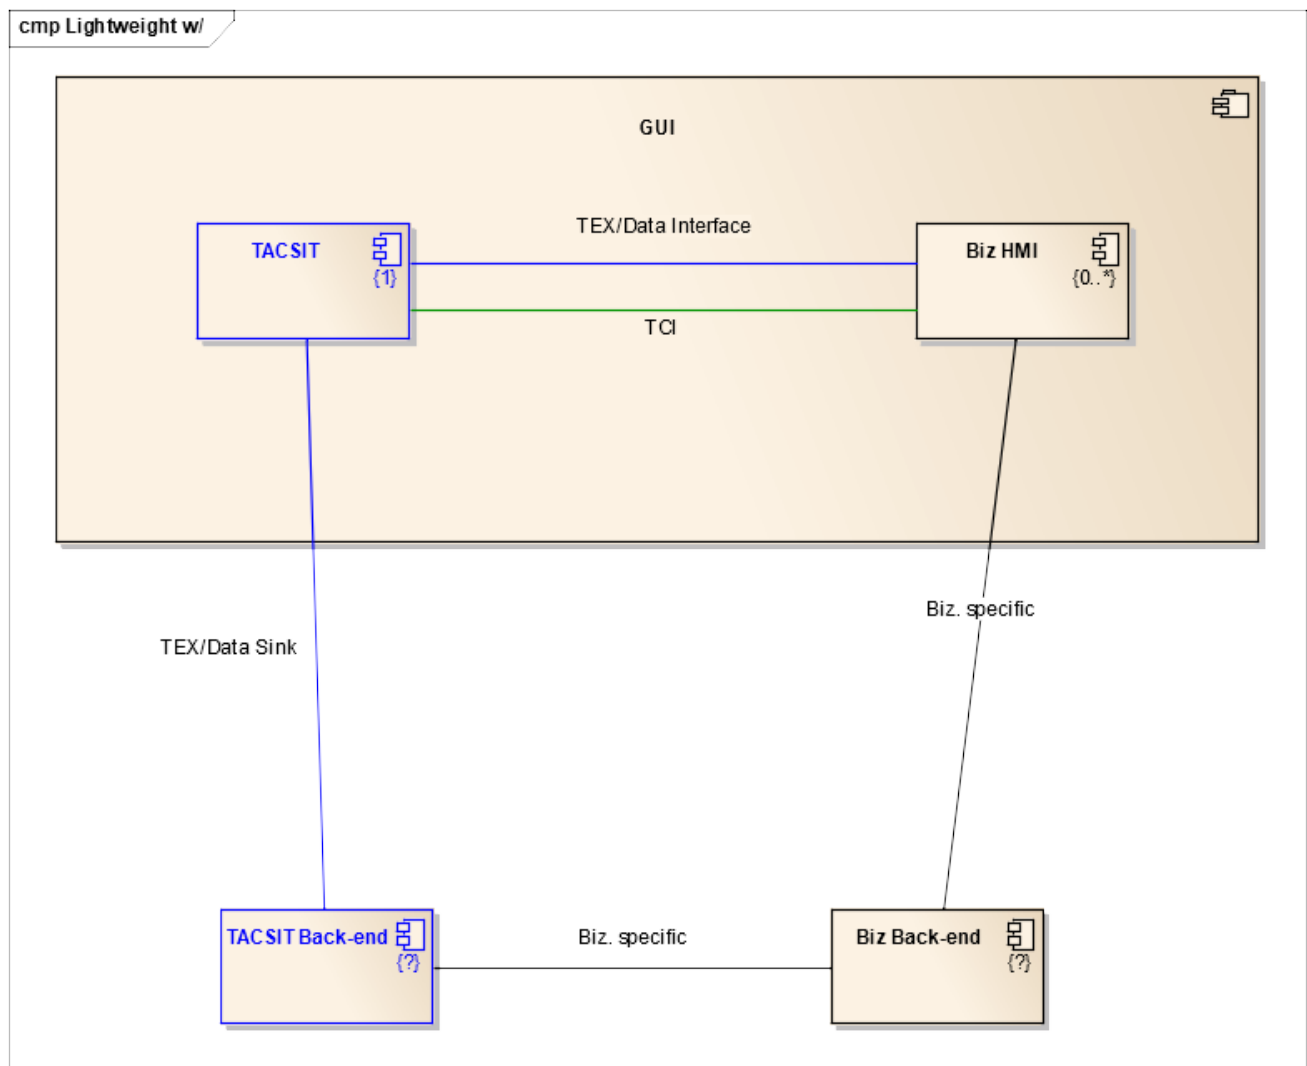 cmp Lightweight w/
GUI
TEX/Data Interface
TACSIT
{1}
Biz HMI
{0..*}
TCI
Biz. specific
TEX/Data Sink
TACSIT Back-end
{?}
Biz. specific
Biz Back-end
{?}